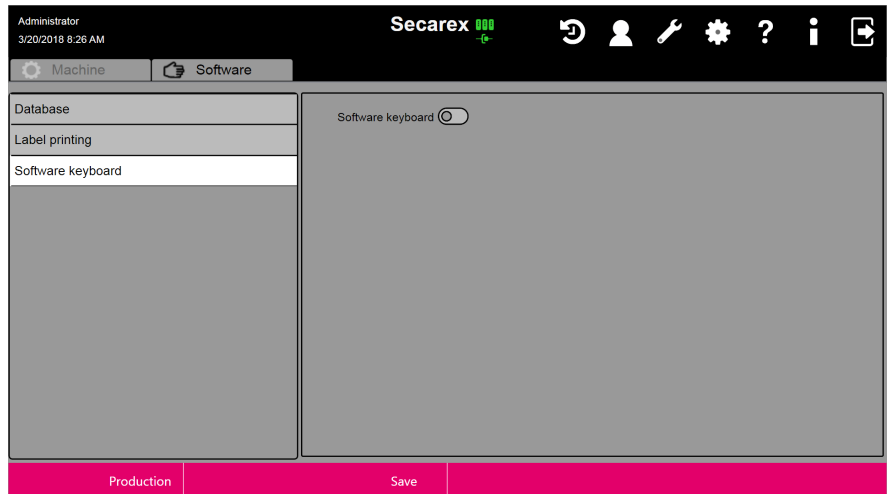 Administrator
3/20/2018 8:26 AM
Secarex
Machine
Software
Database
Label printing
Software keyboard
Software keyboard
Production
Save